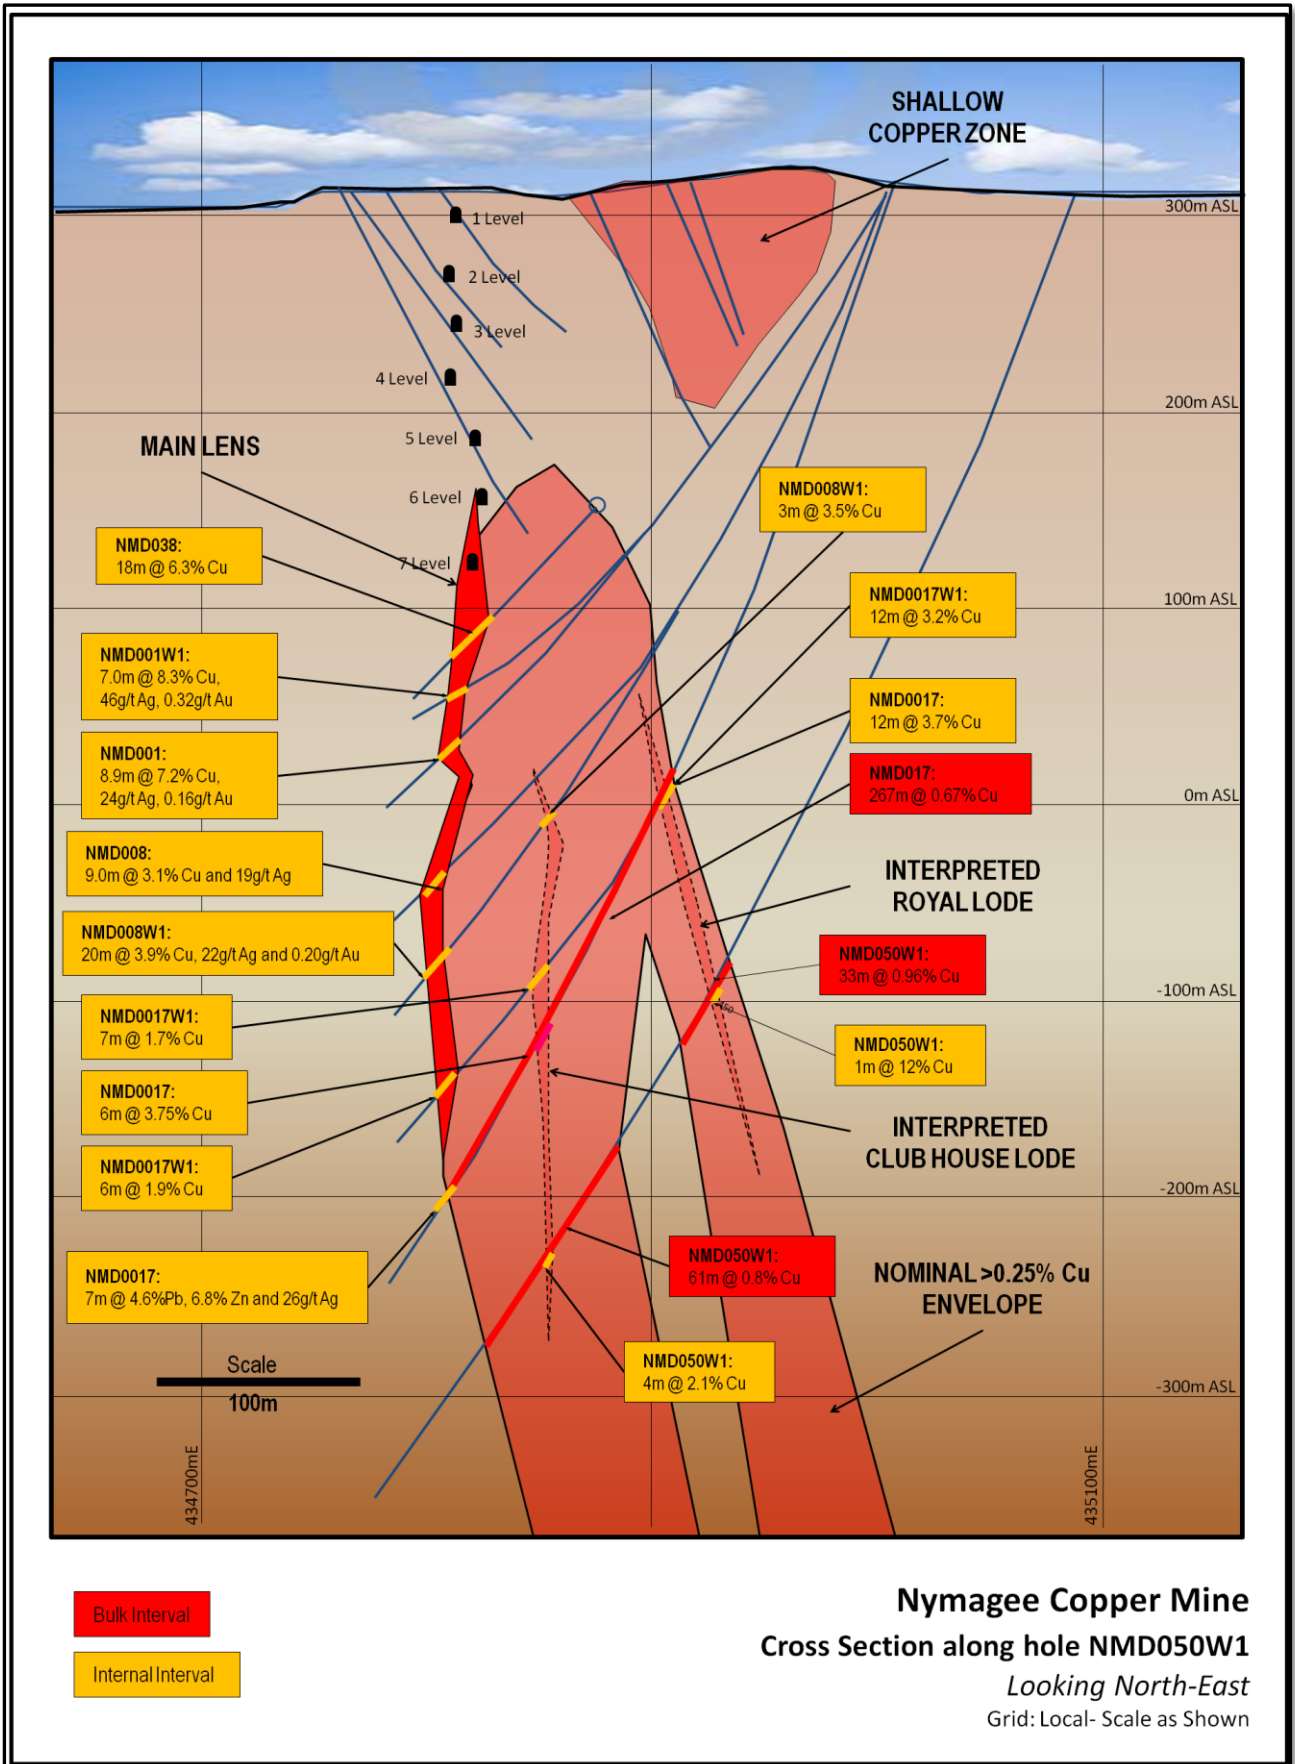 SHALLOW
COPPER ZONE
300m ASL
1 Level
2 Level
3 Level
4 Level
200m ASL
5 Level
MAIN LENS
6 Level
NMD008W1:
3m @ 3.5% Cu
NMD038:
18m @ 6.3% Cu
7 Level
100m ASL
NMD0017W1:
12m @ 3.2% Cu
NMD001W1:
7.0m @ 8.3% Cu,
46g/t Ag, 0.32g/t Au
NMD0017:
12m @ 3.7% Cu
NMD001:
8.9m @ 7.2% Cu,
24g/t Ag, 0.16g/t Au
NMD017:
267m @ 0.67% Cu
0m ASL
NMD008:
9.0m @ 3.1% Cu and 19g/t Ag
INTERPRETED
ROYAL LODE
NMD008W1:
20m @ 3.9% Cu, 22g/t Ag and 0.20g/t Au
NMD050W1:
33m @ 0.96% Cu
-100m ASL
450
NMD0017W1:
7m @ 1.7% Cu
NMD050W1:
1m @ 12% Cu
NMD0017:
6m @ 3.75% Cu
INTERPRETED
CLUB HOUSE LODE
NMD0017W1:
6m @ 1.9% Cu
-200m ASL
NMD050W1:
61m @ 0.8% Cu
NMD0017:
7m @ 4.6%Pb, 6.8% Zn and 26g/t Ag
NOMINAL >0.25% Cu
ENVELOPE
NMD050W1:
4m @ 2.1% Cu
Scale
100m
-300m ASL
434700mE
435100mE
Bulk Interval
Internal Interval
Nymagee Copper Mine
Cross Section along hole NMD050W1
Looking North-East
Grid: Local- Scale as Shown